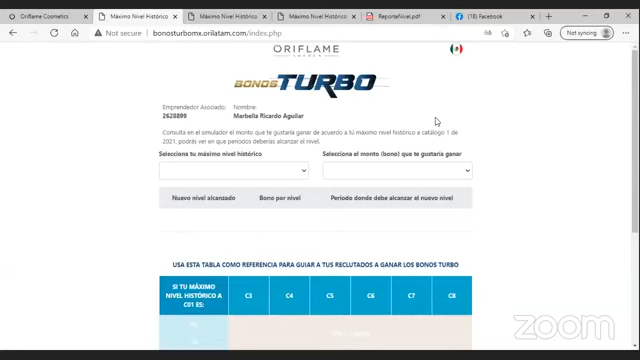 Oriflame Cosmetics
Máximo Nivel Histórico
Máximo Nivel Histórico
Máximo Nivel Histórico
ReporteNivel.pdf
(18) Facebook
Not secure
bonosturbomx.orilatam.com/index.php
Not syncing
ORIFLAME
SWEDEN
BONOS TURBO
Emprendedor Asociado:
Nombre:
2628899
Marbella Ricardo Aguilar
Consulta en el simulador el monto que te gustaría ganar de acuerdo a tu máximo nivel histórico a catálogo 1 de
2021, podrás ver en que periodos deberías alcanzar el nivel.
Selecciona tu máximo nivel histórico
Selecciona el monto (bono) que te gustaría ganar
Nuevo nivel alcanzado
Bono por nivel
Período donde debe alcanzar el nuevo nivel
USA ESTA TABLA COMO REFERENCIA PARA GUIAR A TUS RECLUTADOS A GANAR LOS BONOS TURBO
SI TU MÁXIMO
NIVEL HISTÓRICO A
C01 ES:
C3
C4
C5
C6
C7
C8
zoom